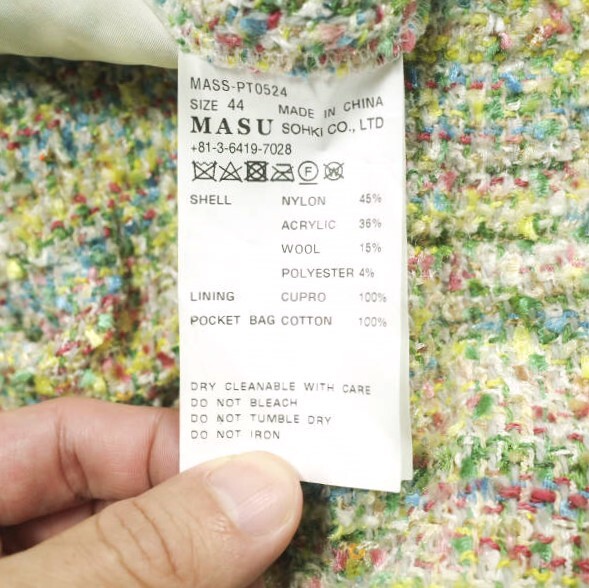 MASS-PT0524
SIZE 44 MADE IN CHINA
MASU SOHKI CO., LTD
+81-3-6419-7028
F W
SHELL NYLON 45%
ACRYLIC 36%
WOOL 15%
POLYESTER 4%
LINING CUPRO 100%
POCKET BAG COTTON 100%
DRY CLEANABLE WITH CARE
DO NOT BLEACH
DO NOT TUMBLE DRY
DO NOT IRON